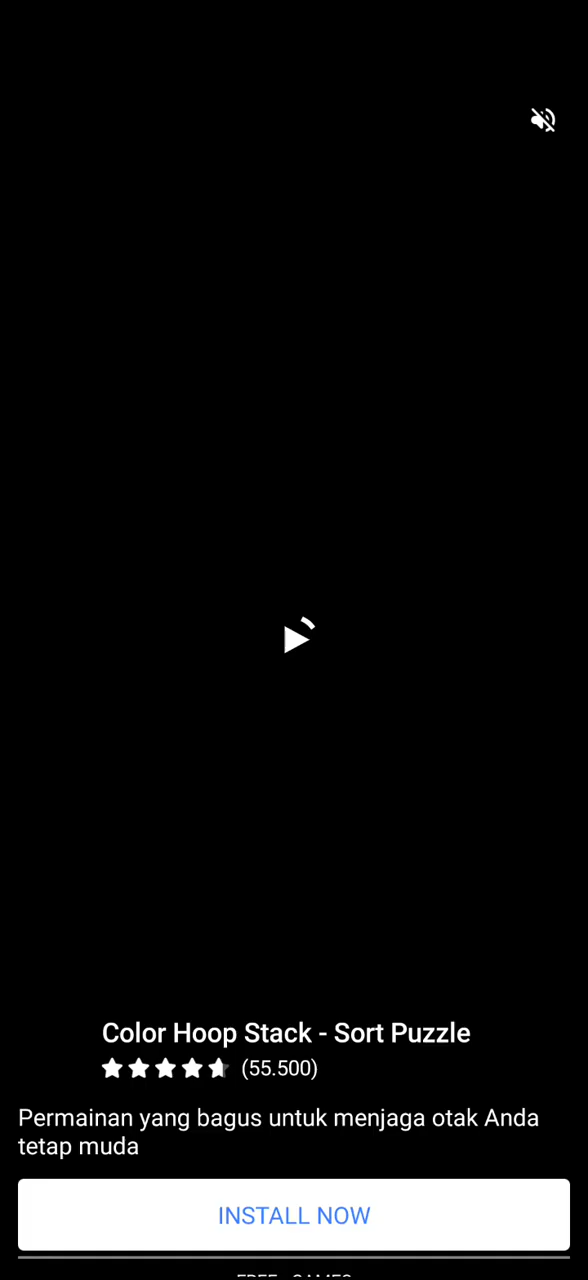 Color Hoop Stack - Sort Puzzle
(55.500)
Permainan yang bagus untuk menjaga otak Anda
tetap muda
INSTALL NOW